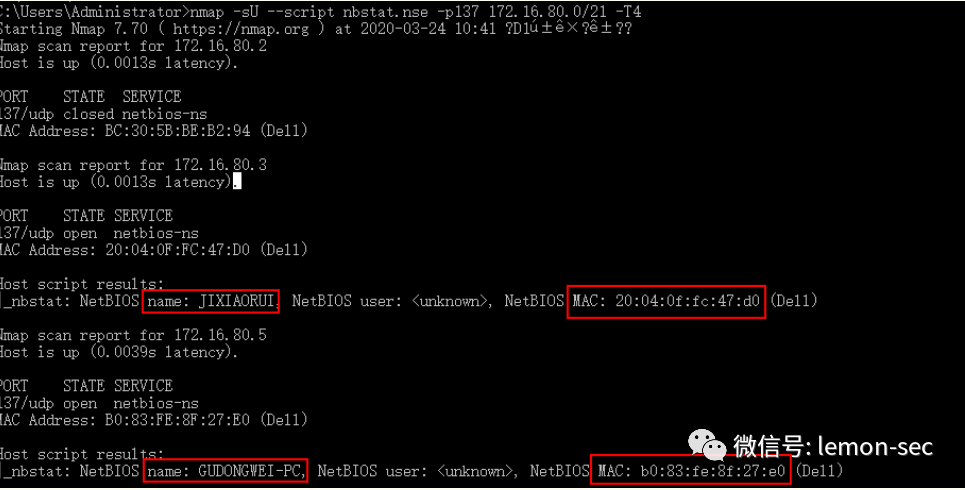 C:\Users\Administrator>nmap -sU --script nbstat.nse -p137 172.16.80.0/21 -T4
Starting Nmap 7.70 ( https://nmap.org ) at 2020-03-24 10:41
Nmap scan report for 172.16.80.2
Host is up (0.0013s latency).
PORT STATE SERVICE
137/udp closed netbios-ns
MAC Address: BC:30:5B:BE:B2:94 (Dell)
Nmap scan report for 172.16.80.3
Host is up (0.0013s latency).
PORT STATE SERVICE
137/udp open netbios-ns
MAC Address: 20:04:0F:FC:47:D0 (Dell)
Host script results:
|_nbstat: NetBIOS name: JIXIAORUI, NetBIOS user: <unknown>, NetBIOS MAC: 20:04:0f:fc:47:d0 (Dell)
Nmap scan report for 172.16.80.5
Host is up (0.0039s latency).
PORT STATE SERVICE
137/udp open netbios-ns
MAC Address: B0:83:FE:8F:27:E0 (Dell)
Host script results:
|_nbstat: NetBIOS name: GUDONGWEI-PC, NetBIOS user: <unknown>, NetBIOS MAC: b0:83:fe:8f:27:e0 (Dell)
微信号: lemon-sec